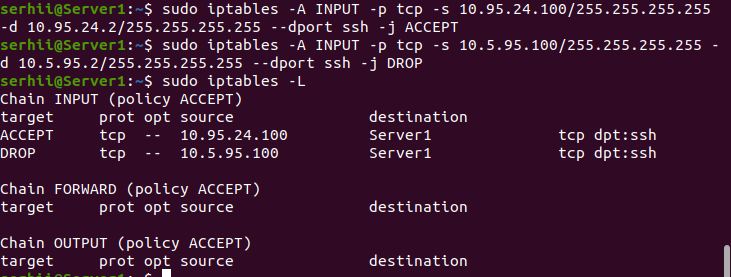 serhii@Server1:~$ sudo iptables -A INPUT -p tcp -s 10.95.24.100/255.255.255.255
-d 10.95.24.2/255.255.255.255 --dport ssh -j ACCEPT
serhii@Server1:~$ sudo iptables -A INPUT -p tcp -s 10.5.95.100/255.255.255.255 -
d 10.5.95.2/255.255.255.255 --dport ssh -j DROP
serhii@Server1:~$ sudo iptables -L
Chain INPUT (policy ACCEPT)
target     prot opt source               destination
ACCEPT     tcp  --  10.95.24.100         Server1              tcp dpt:ssh
DROP       tcp  --  10.5.95.100          Server1              tcp dpt:ssh
Chain FORWARD (policy ACCEPT)
target     prot opt source               destination
Chain OUTPUT (policy ACCEPT)
target     prot opt source               destination
serhii@Server1:~$